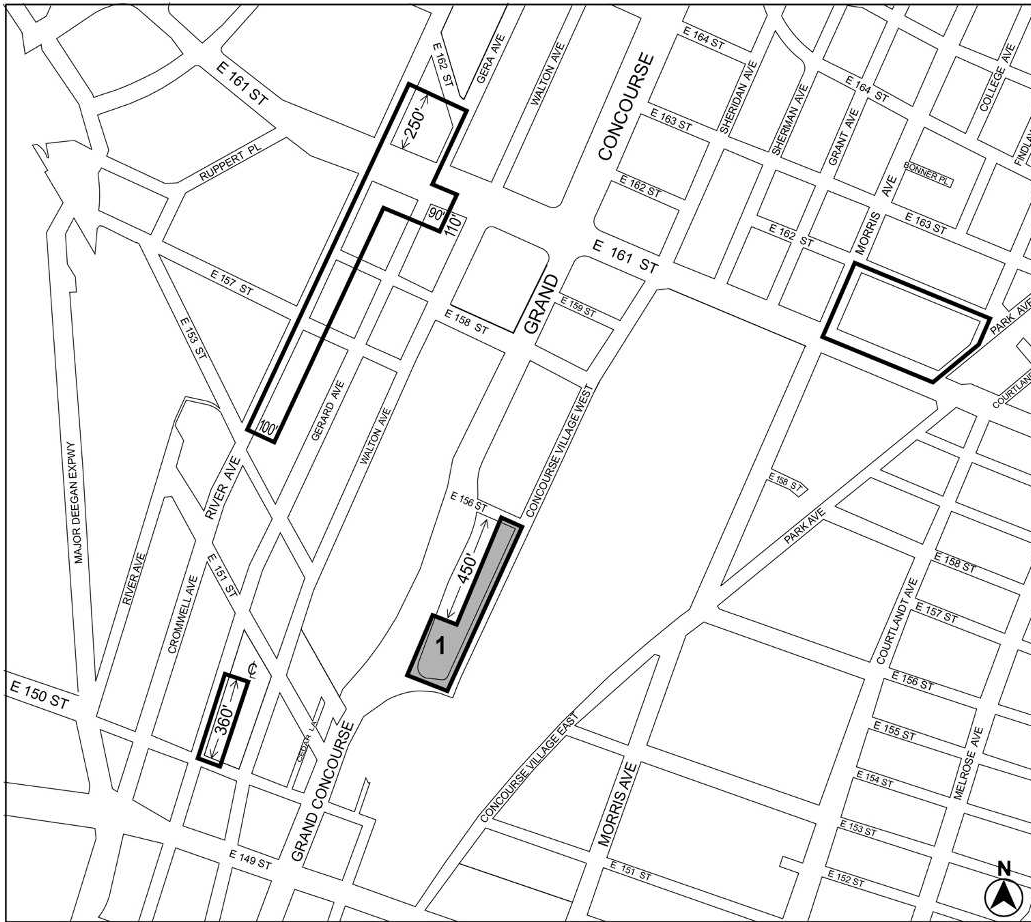 E 164 ST
E 162 ST
GERA AVE
WALTON AVE
CONCOURSE
SHERIDAN AVE
SHERMAN AVE
E 164 ST
GRANT AVE
COLLEGE AVE
E 161 ST
250'
E 163 ST
RUPPERT PL
BONNER PL
E 162 ST
MORRIS AVE
E 163 ST
90'
110'
E 162 ST
E 161 ST
E 157 ST
GRAND
E 159 ST
PARK AVE
E 153 ST
E 158 ST
GERARD AVE
WALTON AVE
CONCOURSE VILLAGE WEST
100'
RIVER AVE
MAJOR DEEGAN EXPWY
E 156 ST
E 158 ST
PARK AVE
450'
RIVER AVE
E 151 ST
CROMWELL AVE
E 158 ST
E 157 ST
COURTLANDT AVE
1
E 156 ST
E 150 ST
360'
CEDAR LA
GRAND CONCOURSE
CONCOURSE VILLAGE EAST
MORRIS AVE
E 155 ST
MELROSE AVE
E 154 ST
E 153 ST
E 149 ST
E 151 ST
E 152 ST
N